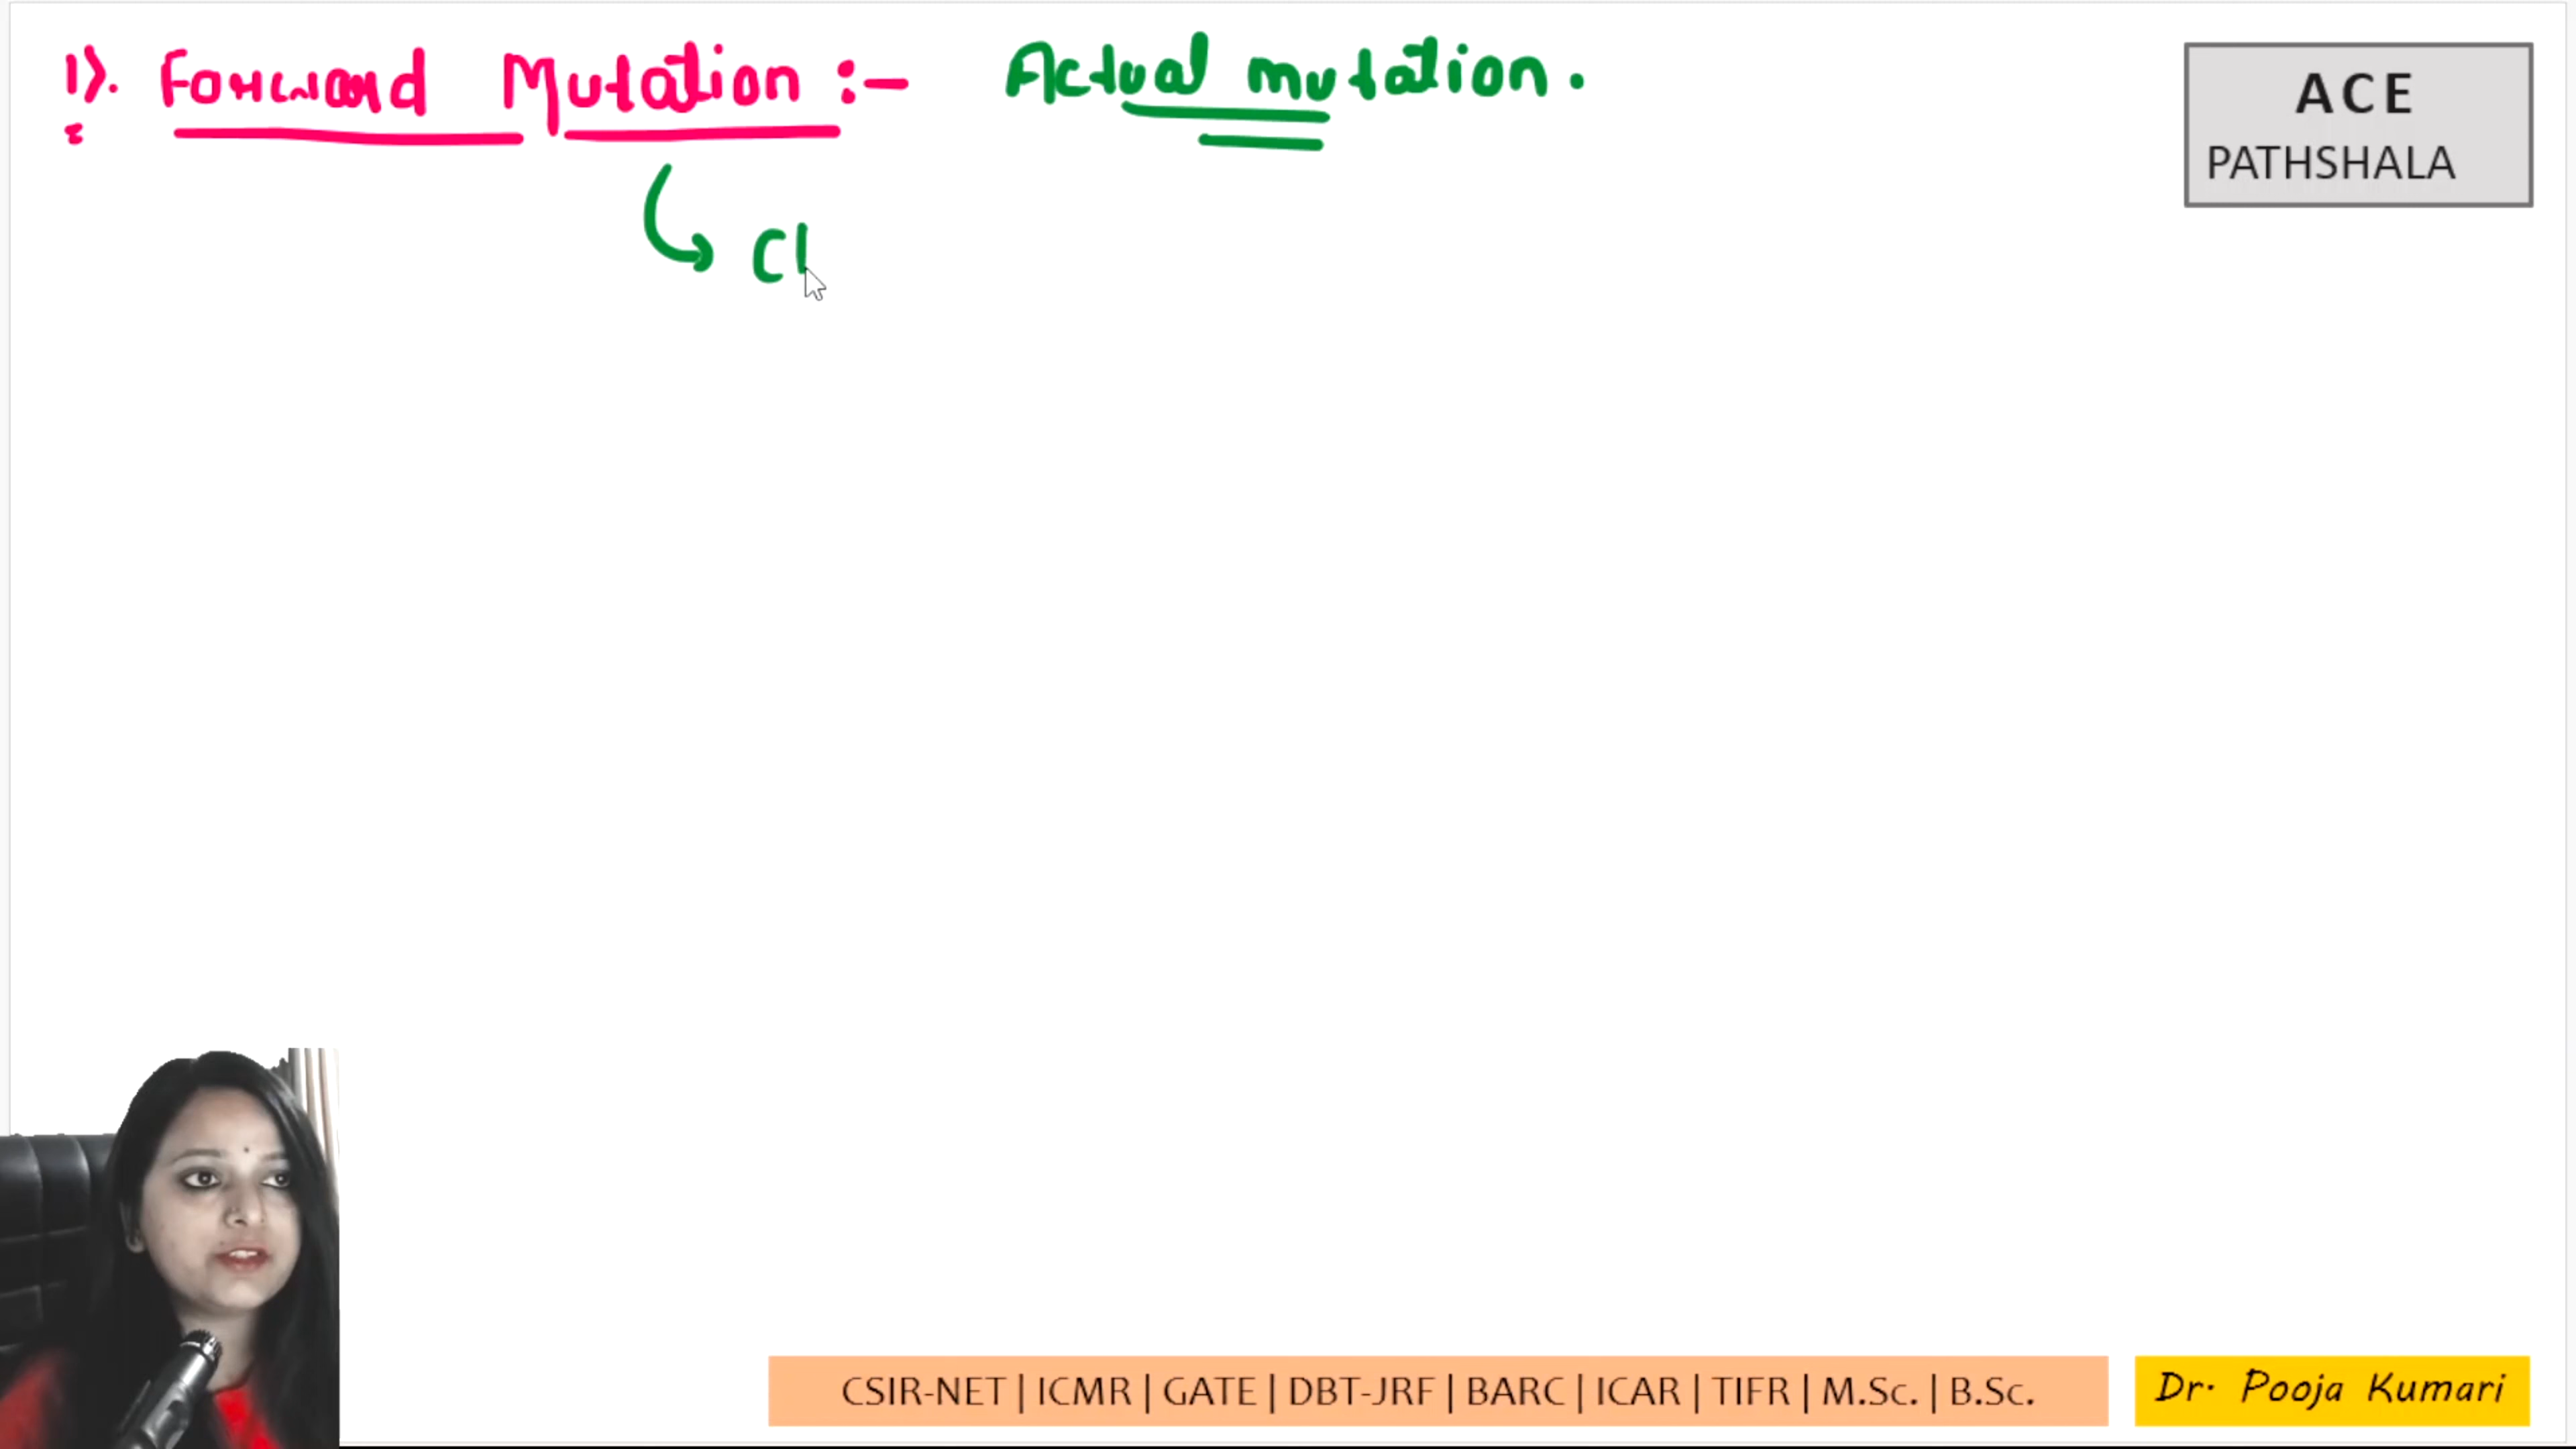 1). Forward Mutation :- Actual mutation.
ACE
PATHSHALA
CSIR-NET | ICMR | GATE | DBT-JRF | BARC | ICAR | TIFR | M.Sc. | B.Sc.
Dr. Pooja Kumari